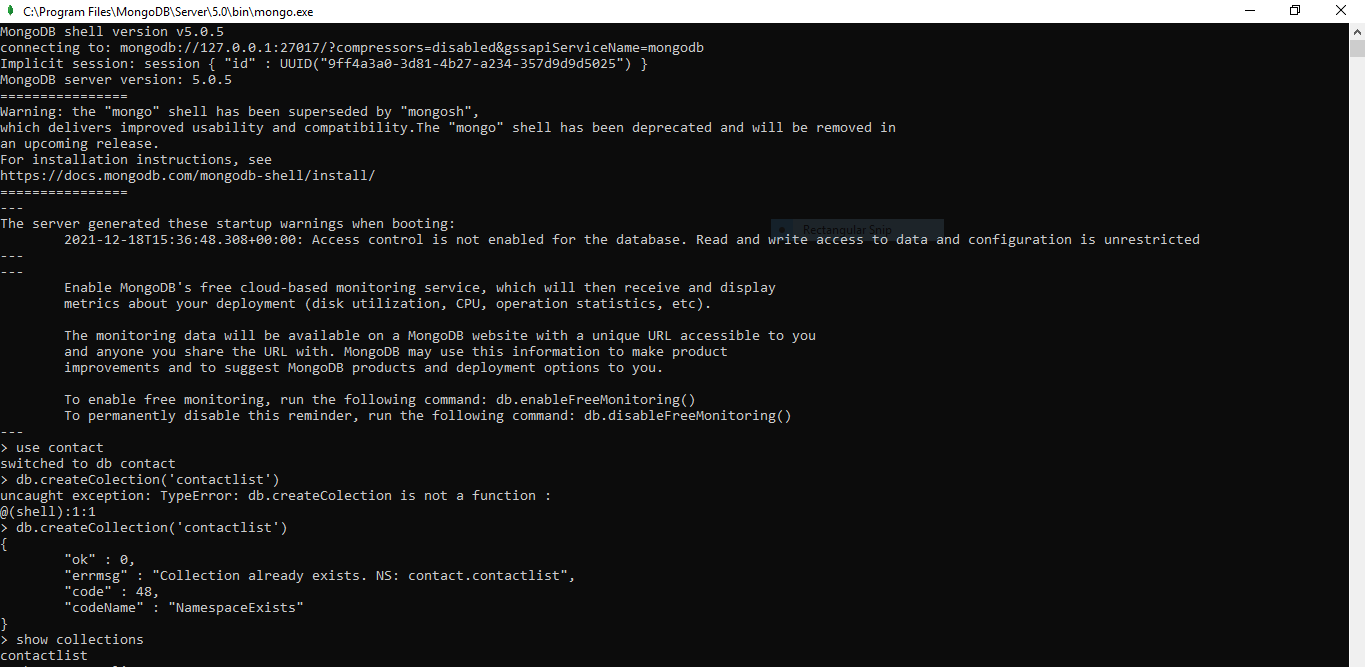 C:\Program Files\MongoDB\Server\5.0\bin\mongo.exe
MongoDB shell version v5.0.5
connecting to: mongodb://127.0.0.1:27017/?compressors=disabled&gssapiServiceName=mongodb
Implicit session: session { "id" : UUID("9ff4a3a0-3d81-4b27-a234-357d9d9d5025") }
MongoDB server version: 5.0.5
================
Warning: the "mongo" shell has been superseded by "mongosh",
which delivers improved usability and compatibility.The "mongo" shell has been deprecated and will be removed in
an upcoming release.
For installation instructions, see
https://docs.mongodb.com/mongodb-shell/install/
================
---
The server generated these startup warnings when booting:
Rectangular Snip
        2021-12-18T15:36:48.308+00:00: Access control is not enabled for the database. Read and write access to data and configuration is unrestricted
---
---
        Enable MongoDB's free cloud-based monitoring service, which will then receive and display
        metrics about your deployment (disk utilization, CPU, operation statistics, etc).
        The monitoring data will be available on a MongoDB website with a unique URL accessible to you
        and anyone you share the URL with. MongoDB may use this information to make product
        improvements and to suggest MongoDB products and deployment options to you.
        To enable free monitoring, run the following command: db.enableFreeMonitoring()
        To permanently disable this reminder, run the following command: db.disableFreeMonitoring()
---
> use contact
switched to db contact
> db.createColection('contactlist')
uncaught exception: TypeError: db.createColection is not a function :
@(shell):1:1
> db.createCollection('contactlist')
{
        "ok" : 0,
        "errmsg" : "Collection already exists. NS: contact.contactlist",
        "code" : 48,
        "codeName" : "NamespaceExists"
}
> show collections
contactlist